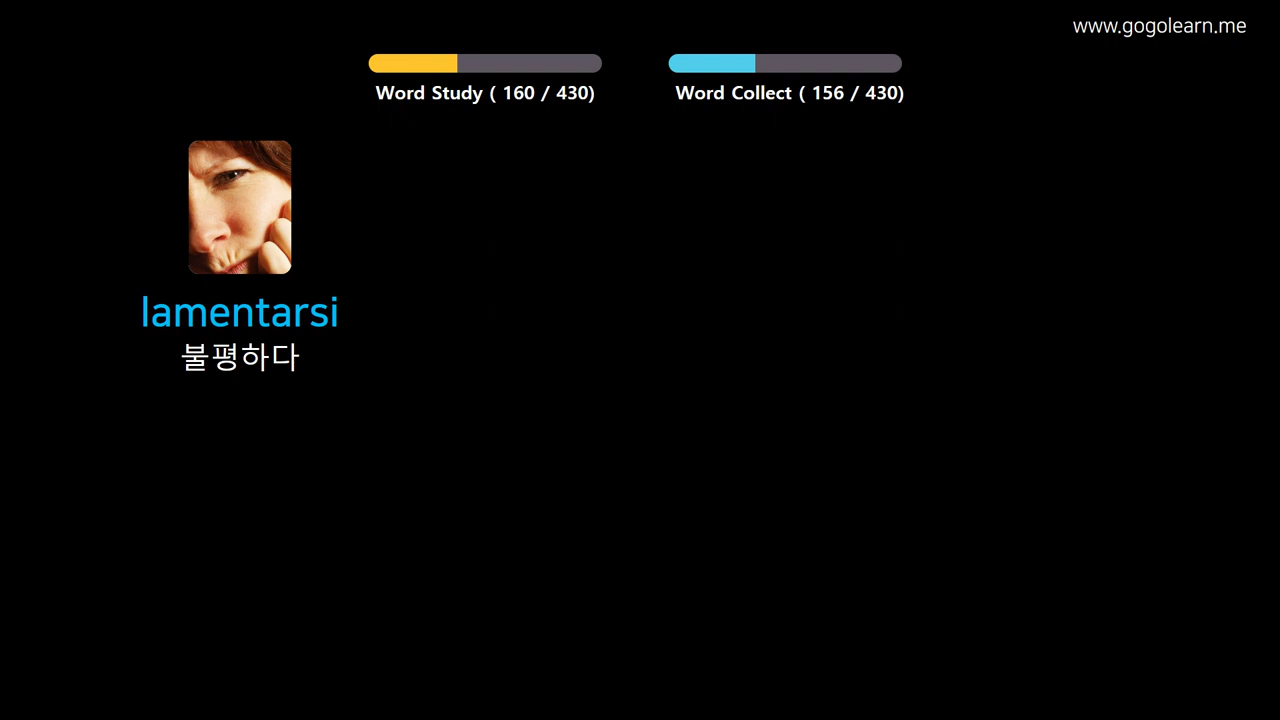 www.gogolearn.me
Word Study ( 160 / 430)
Word Collect ( 156 / 430)
lamentarsi
불평하다